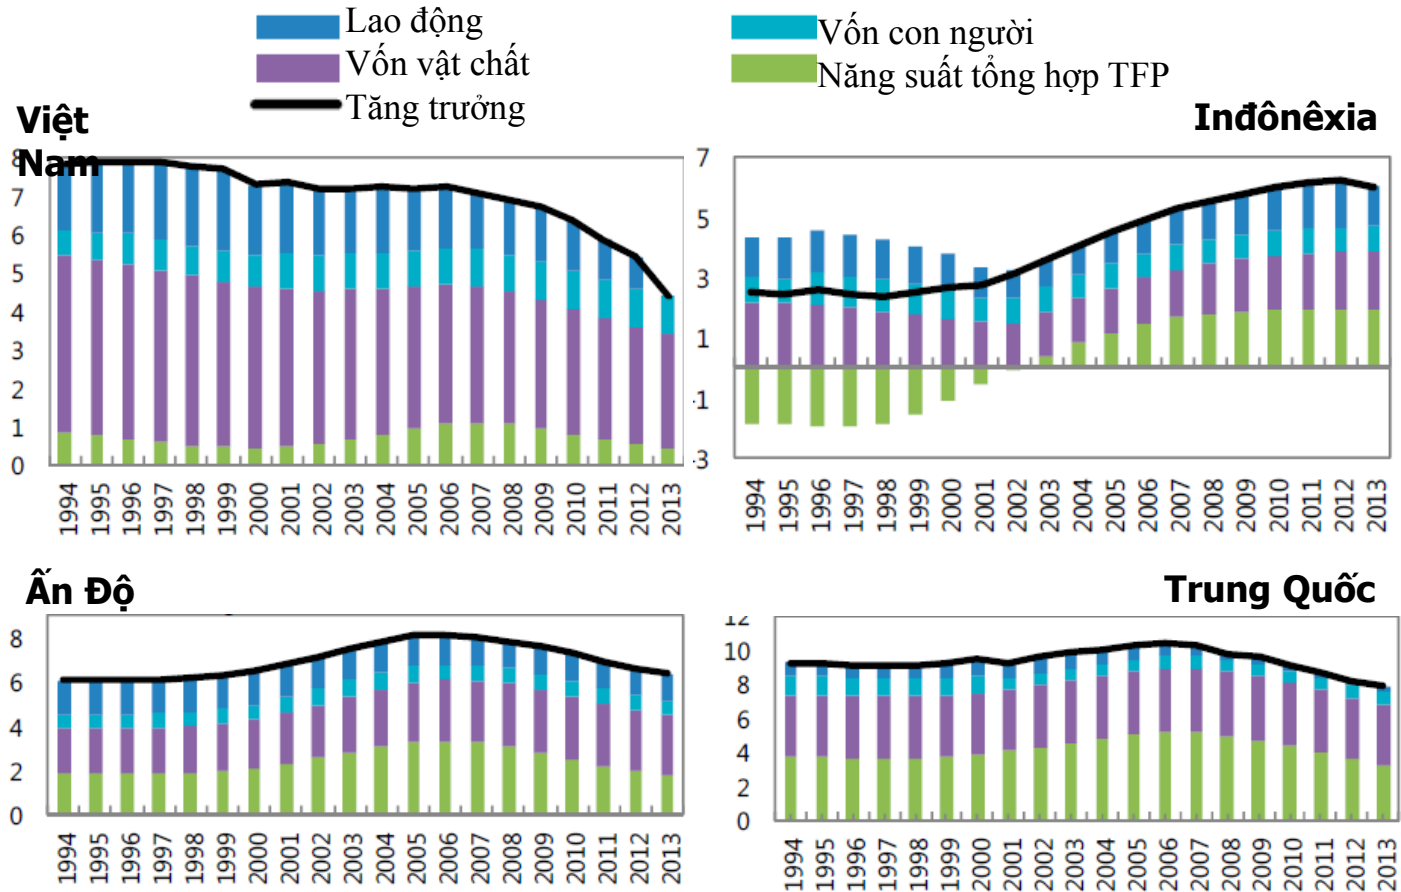 Lao động
Vốn vật chất
Tăng trưởng
Vốn con người
Năng suất tổng hợp TFP
Việt
Nam
8
7
6
5
4
3
2
1
0
1994 1995 1996 1997 1998 1999 2000 2001 2002 2003 2004 2005 2006 2007 2008 2009 2010 2011 2012 2013
Inđônêxia
7
5
3
1
-1
-3
1994 1995 1996 1997 1998 1999 2000 2001 2002 2003 2004 2005 2006 2007 2008 2009 2010 2011 2012 2013
Ấn Độ
8
6
4
2
0
1994 1995 1996 1997 1998 1999 2000 2001 2002 2003 2004 2005 2006 2007 2008 2009 2010 2011 2012 2013
Trung Quốc
12
10
8
6
4
2
0
1994 1995 1996 1997 1998 1999 2000 2001 2002 2003 2004 2005 2006 2007 2008 2009 2010 2011 2012 2013